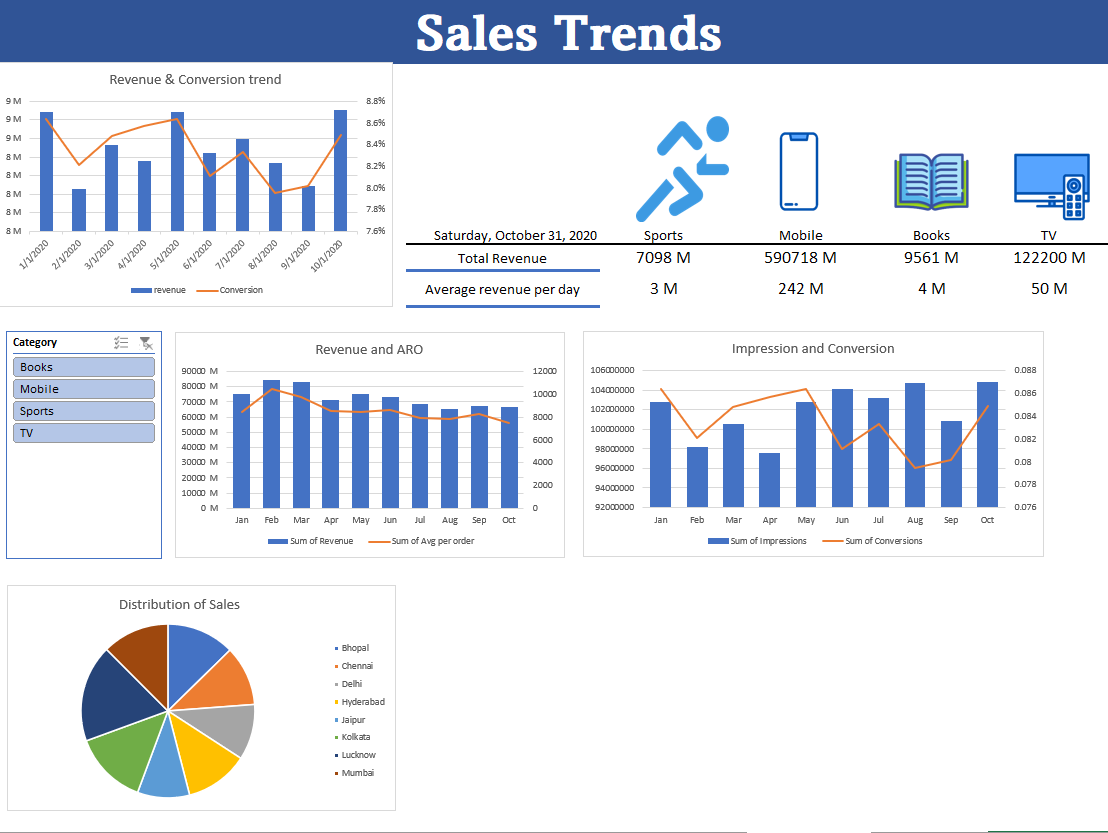 Sales Trends
Revenue & Conversion trend
9 M
9 M
9 M
8 M
8 M
8 M
8 M
8 M
8.8%
8.6%
8.4%
8.2%
8.0%
7.8%
7.6%
1/1/2020
2/1/2020
3/1/2020
4/1/2020
5/1/2020
6/1/2020
7/1/2020
8/1/2020
9/1/2020
10/1/2020
revenue Conversion
Saturday, October 31, 2020 Sports Mobile Books TV
Total Revenue 7098 M 590718 M 9561 M 122200 M
Average revenue per day 3 M 242 M 4 M 50 M
Category
Books
Mobile
Sports
TV
Revenue and ARO
90000 M
80000 M
70000 M
60000 M
50000 M
40000 M
30000 M
20000 M
10000 M
0 M
12000
10000
8000
6000
4000
2000
0
Jan Feb Mar Apr May Jun Jul Aug Sep Oct
Sum of Revenue Sum of Avg per order
Impression and Conversion
106000000
104000000
102000000
100000000
98000000
96000000
94000000
92000000
0.088
0.086
0.084
0.082
0.08
0.078
0.076
Jan Feb Mar Apr May Jun Jul Aug Sep Oct
Sum of Impressions Sum of Conversions
Distribution of Sales
Bhopal
Chennai
Delhi
Hyderabad
Jaipur
Kolkata
Lucknow
Mumbai